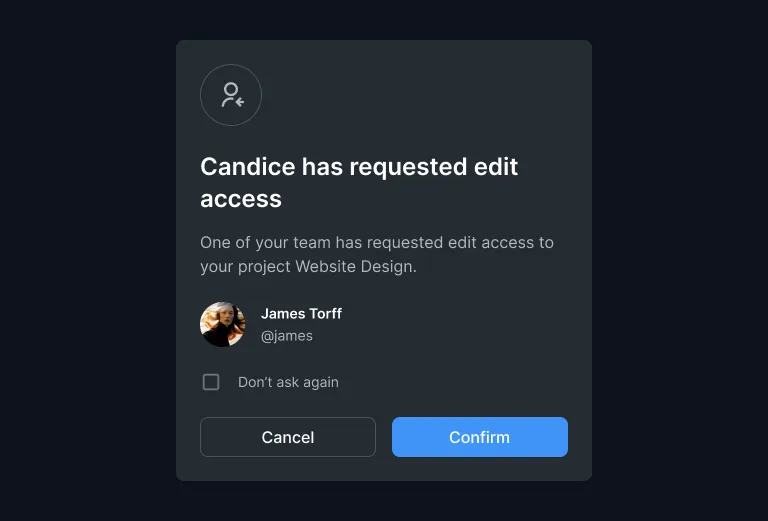 Candice has requested edit
access
One of your team has requested edit access to
your project Website Design.
James Torff
@james
Don’t ask again
Cancel
Confirm